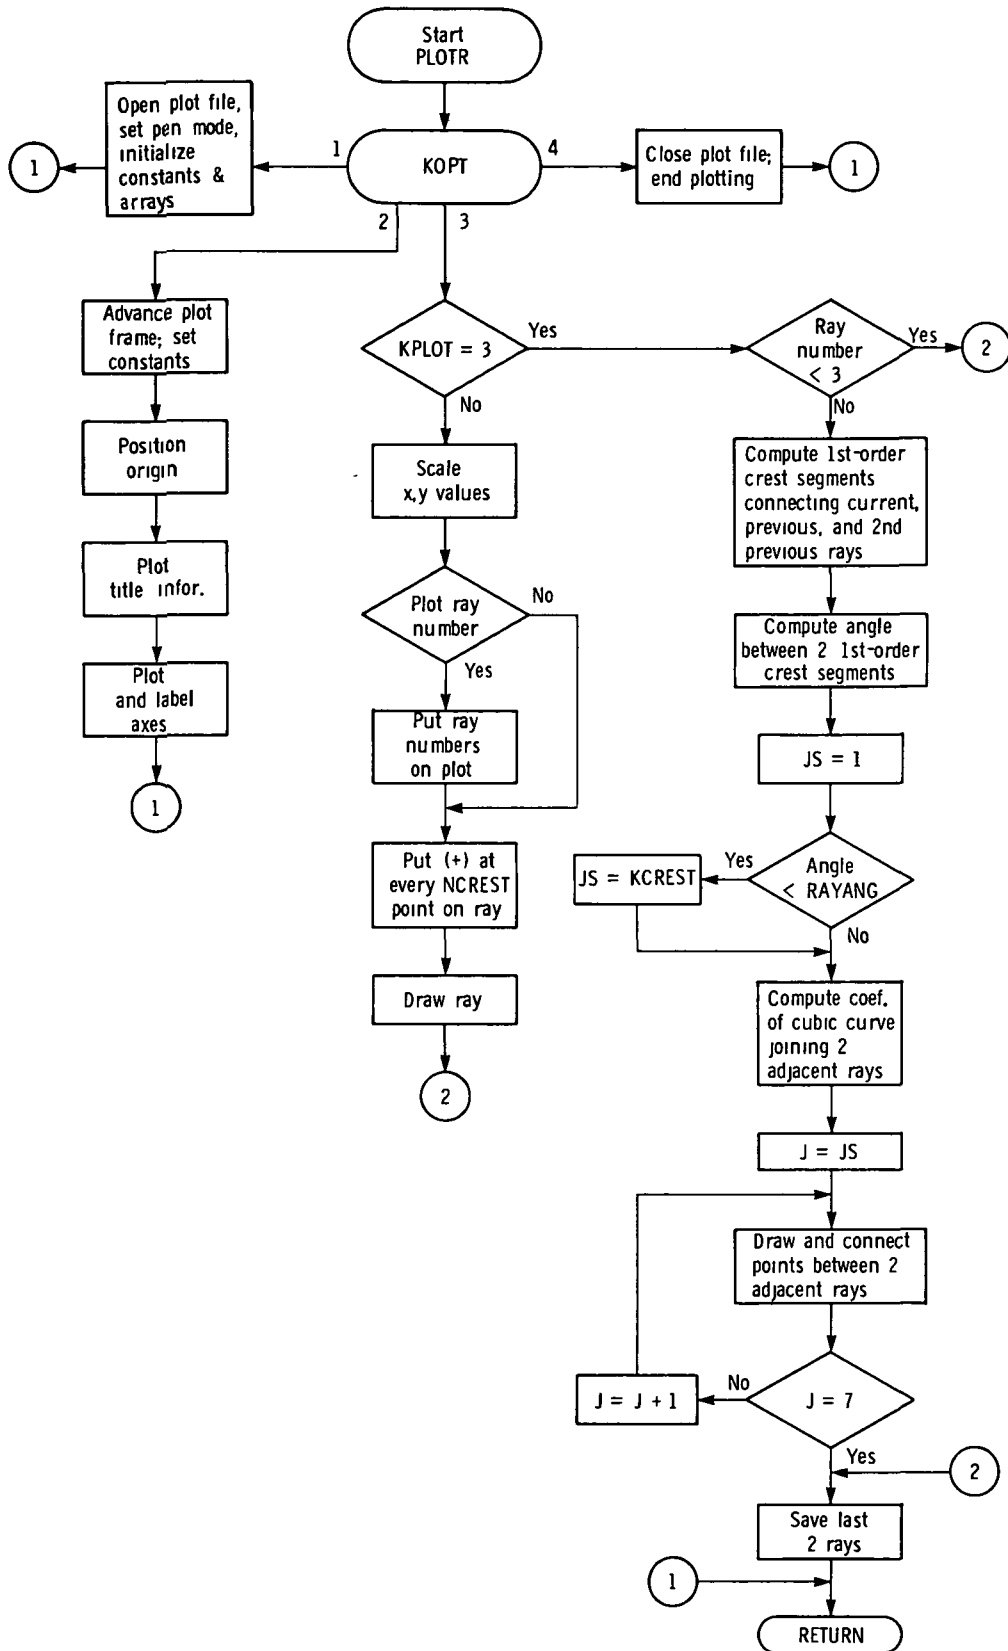 Start
PLOTR
Open plot file,
set pen mode,
initialize
constants &
arrays
1
1
KOPT
4
Close plot file;
end plotting
1
2
3
Advance plot
frame; set
constants
Position
origin
Plot
title infor.
Plot
and label
axes
1
KPLOT = 3
Yes
No
Scale
x,y values
Plot ray
number
No
Yes
Put ray
numbers
on plot
Put (+) at
every NCREST
point on ray
Draw ray
2
Ray
number
< 3
Yes
2
No
Compute 1st-order
crest segments
connecting current,
previous, and 2nd
previous rays
Compute angle
between 2 1st-order
crest segments
JS = 1
Angle
< RAYANG
Yes
JS = KCREST
No
Compute coef.
of cubic curve
joining 2
adjacent rays
J = JS
Draw and connect
points between 2
adjacent rays
J = 7
No
J = J + 1
Yes
2
Save last
2 rays
1
RETURN